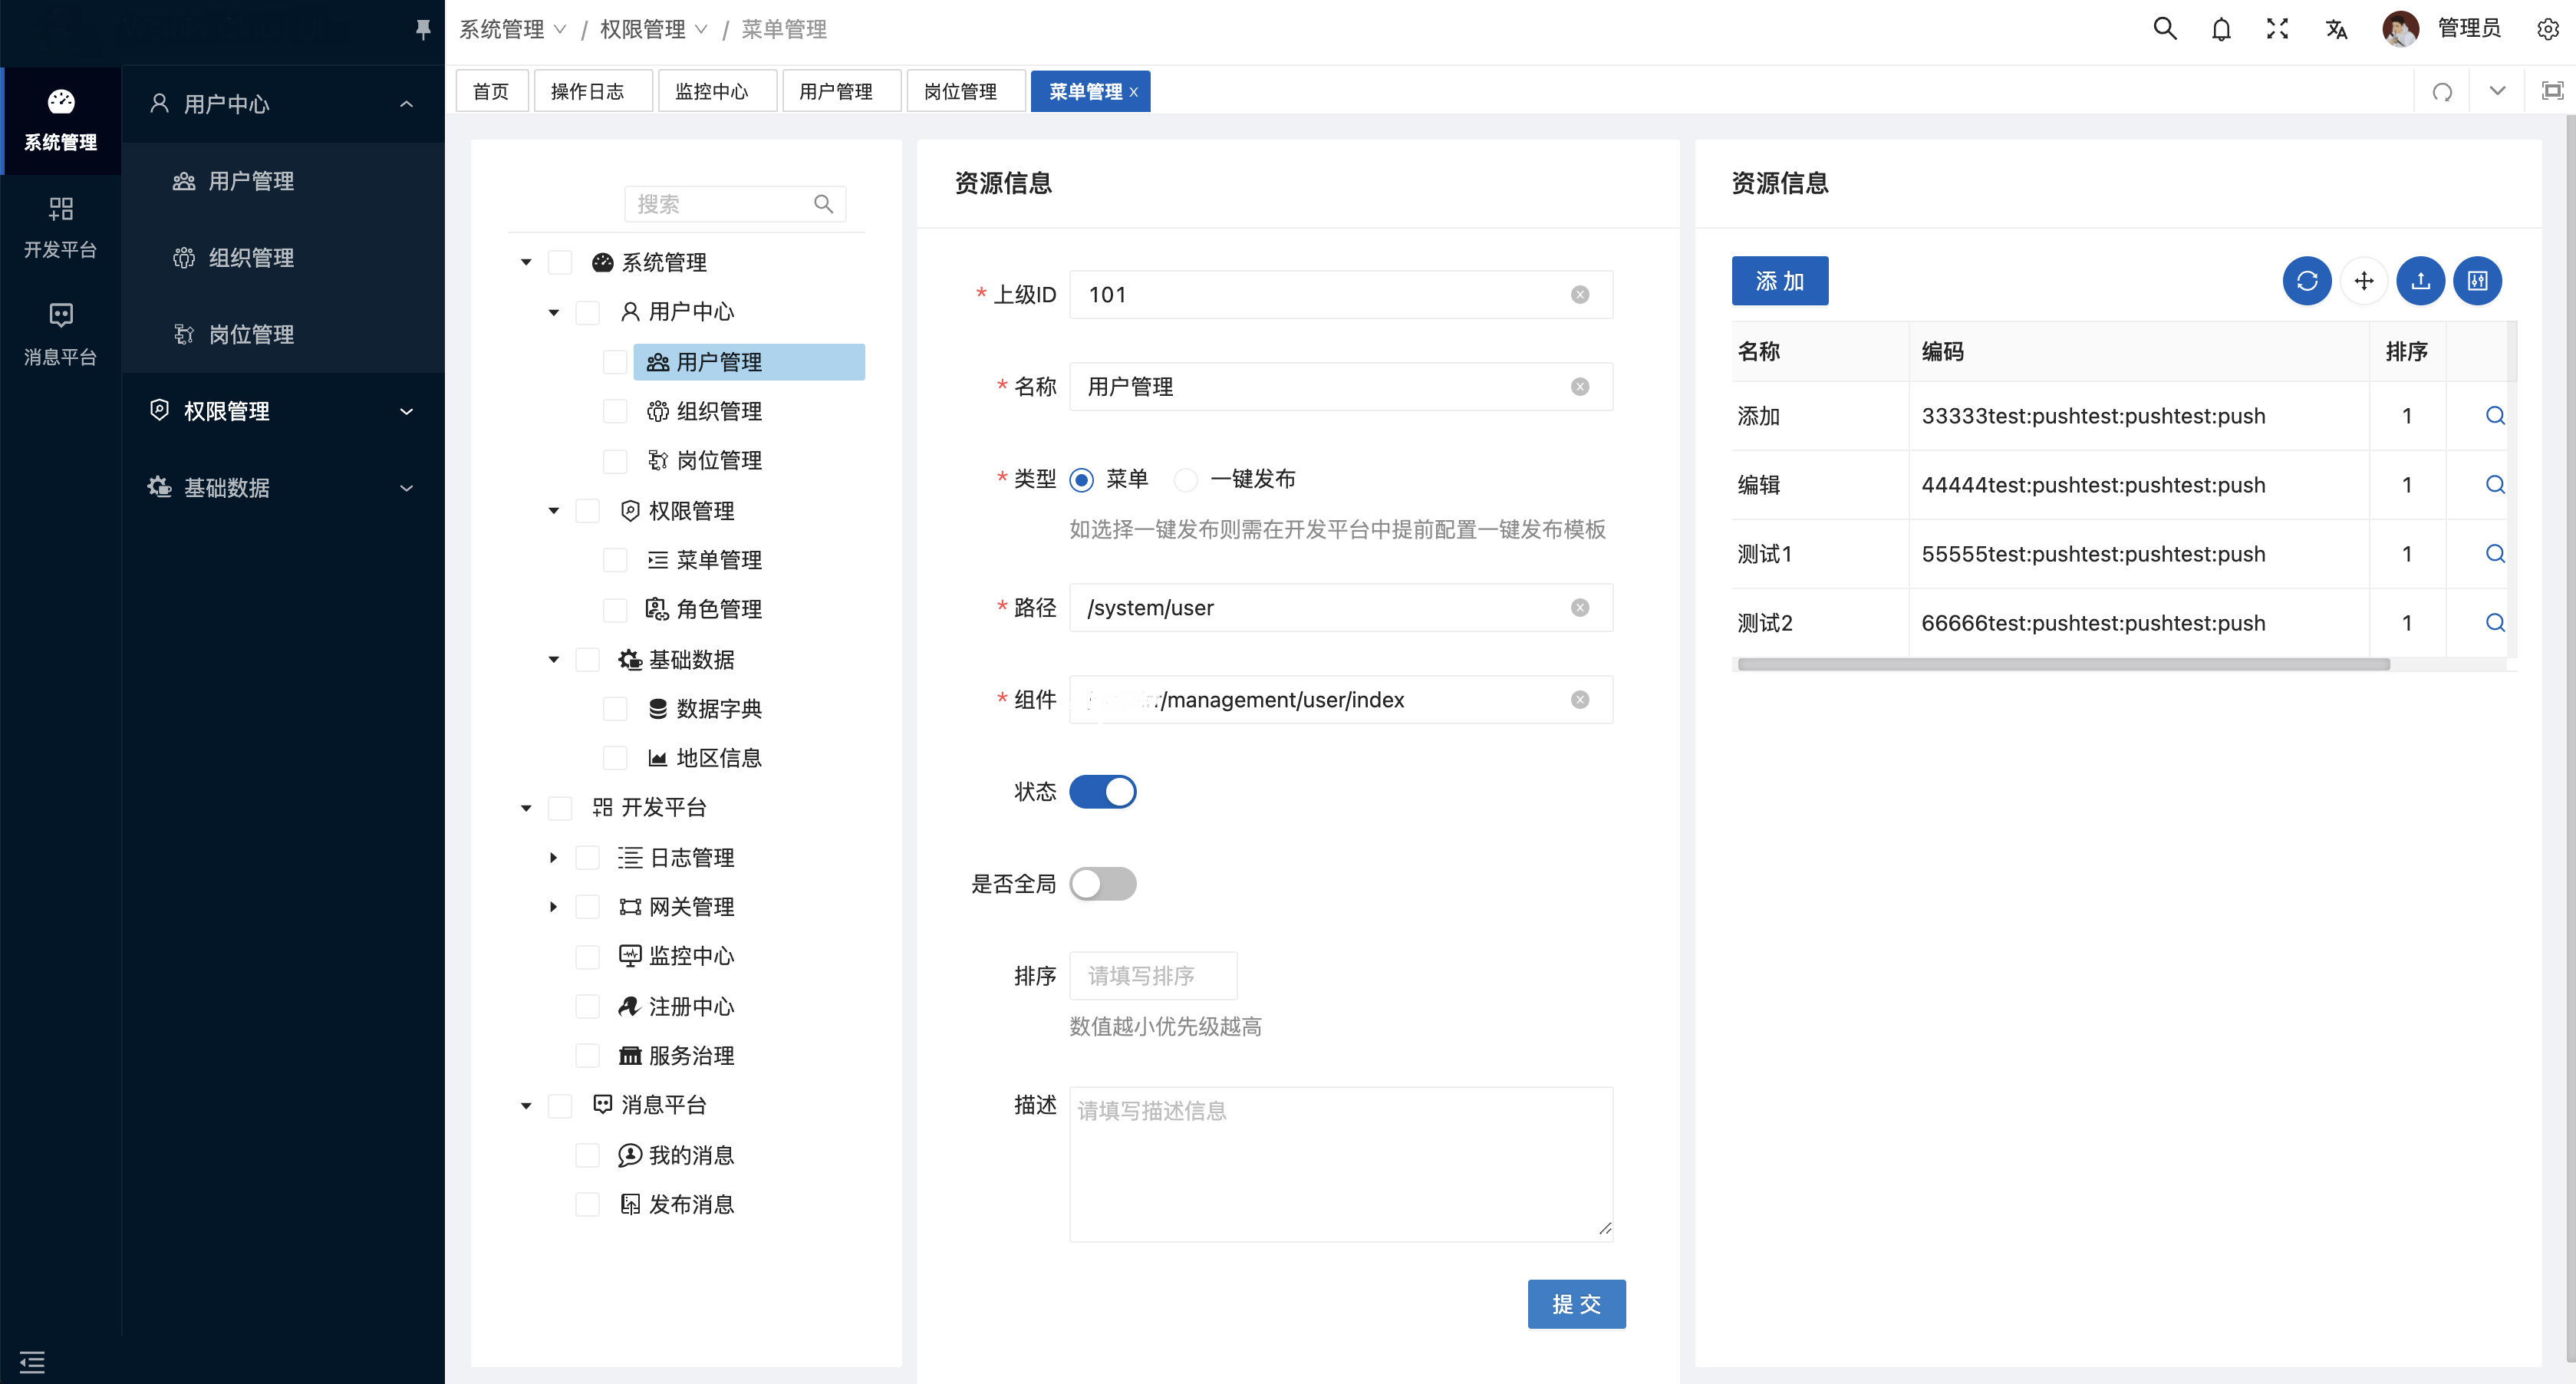 系统管理 / 权限管理 / 菜单管理
管理员
首页
操作日志
监控中心
用户管理
岗位管理
菜单管理 x
系统管理
开发平台
消息平台
用户中心
用户管理
组织管理
岗位管理
权限管理
基础数据
搜索
系统管理
用户中心
用户管理
组织管理
岗位管理
权限管理
菜单管理
角色管理
基础数据
数据字典
地区信息
开发平台
日志管理
网关管理
监控中心
注册中心
服务治理
消息平台
我的消息
发布消息
资源信息
* 上级ID 101
* 名称 用户管理
* 类型 菜单 一键发布
如选择一键发布则需在开发平台中提前配置一键发布模板
* 路径 /system/user
* 组件 /management/user/index
状态
是否全局
排序 请填写排序
数值越小优先级越高
描述 请填写描述信息
提 交
资源信息
添 加
名称 编码 排序
添加 33333test:pushtest:pushtest:push 1
编辑 44444test:pushtest:pushtest:push 1
测试1 55555test:pushtest:pushtest:push 1
测试2 66666test:pushtest:pushtest:push 1